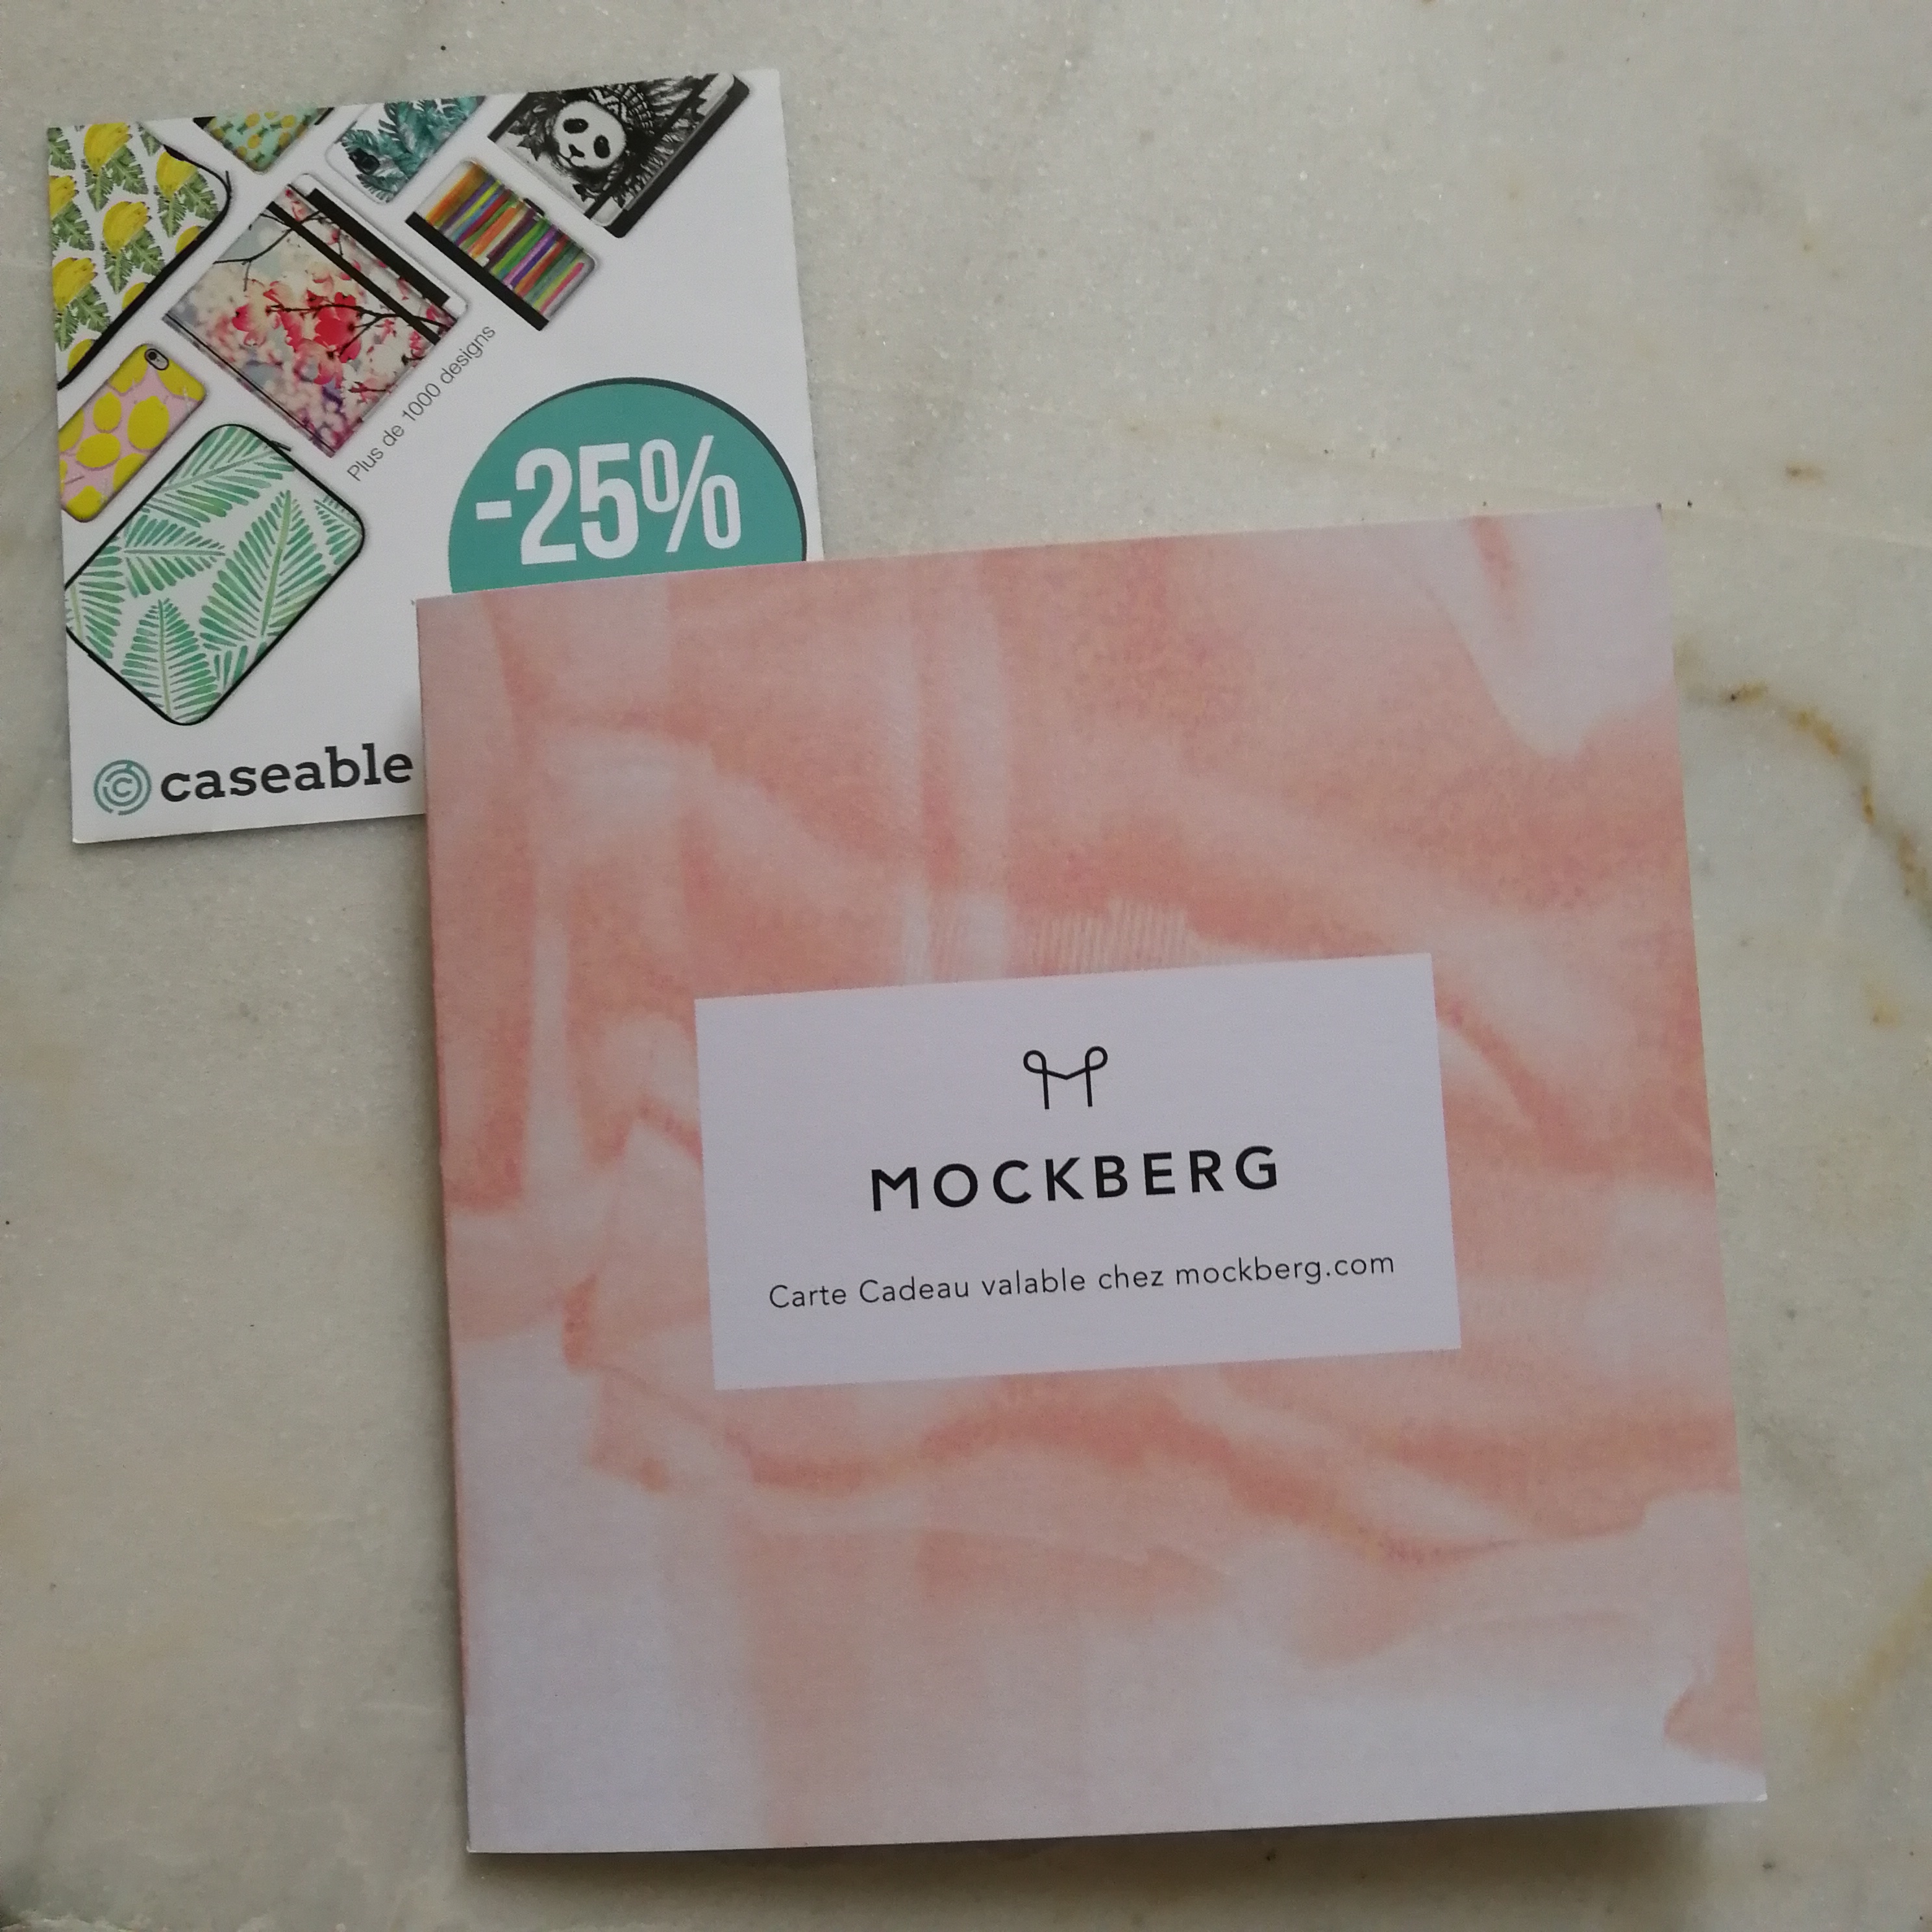 Plus de 1000 designs
-25%
caseable
MOCKBERG
Carte Cadeau valable chez mockberg.com